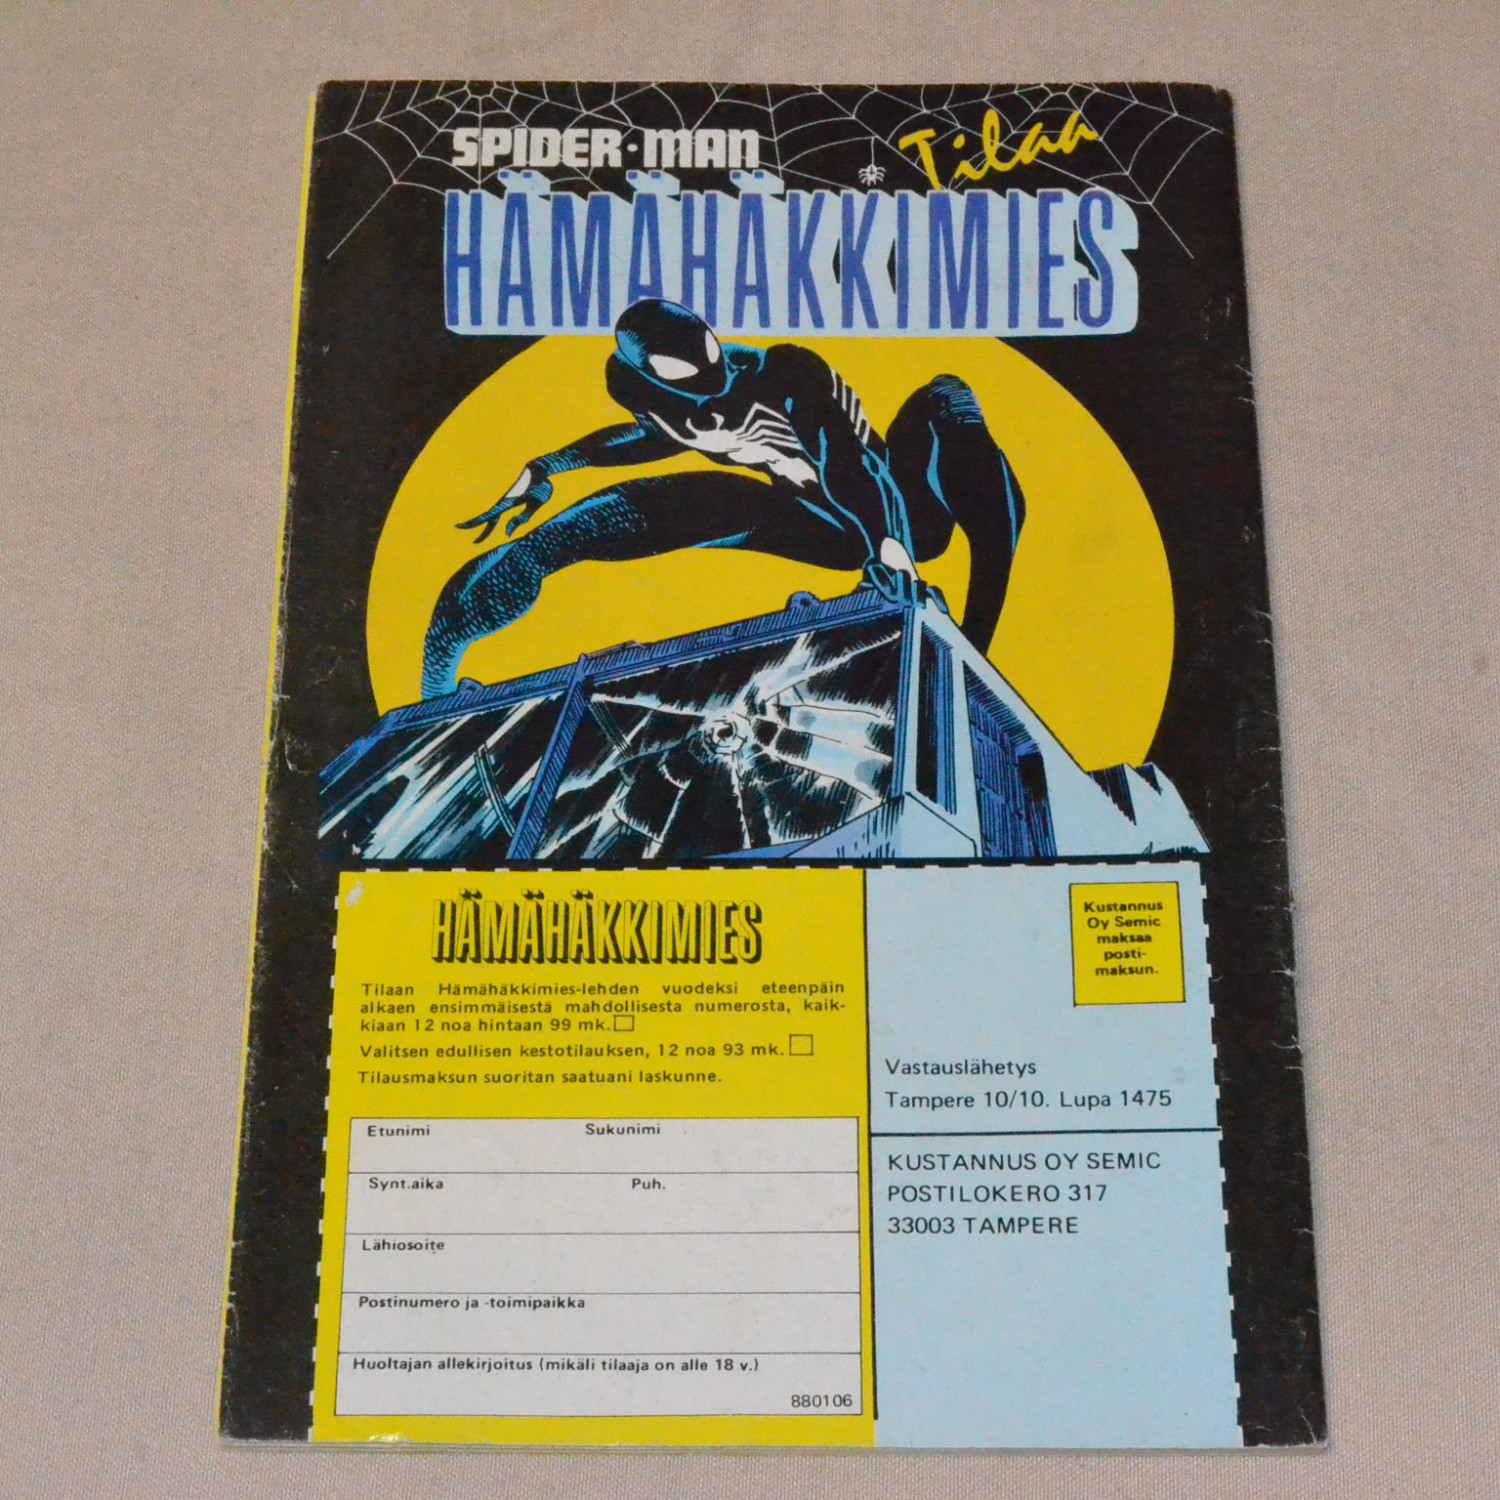 SPIDER·MAN
Tilaa
HÄMÄHÄKKIMIES
HÄMÄHÄKKIMIES
Tilaan Hämähäkkimies-lehden vuodeksi eteenpäin
alkaen ensimmäisestä mahdollisesta numerosta, kaik-
kiaan 12 noa hintaan 99 mk.
Valitsen edullisen kestotilauksen, 12 noa 93 mk.
Tilausmaksun suoritan saatuani laskunne.
Etunimi Sukunimi
Synt.aika Puh.
Lähiosoite
Postinumero ja -toimipaikka
Huoltajan allekirjoitus (mikäli tilaaja on alle 18 v.)
880106
Kustannus
Oy Semic
maksaa
posti-
maksun.
Vastauslähetys
Tampere 10/10. Lupa 1475
KUSTANNUS OY SEMIC
POSTILOKERO 317
33003 TAMPERE